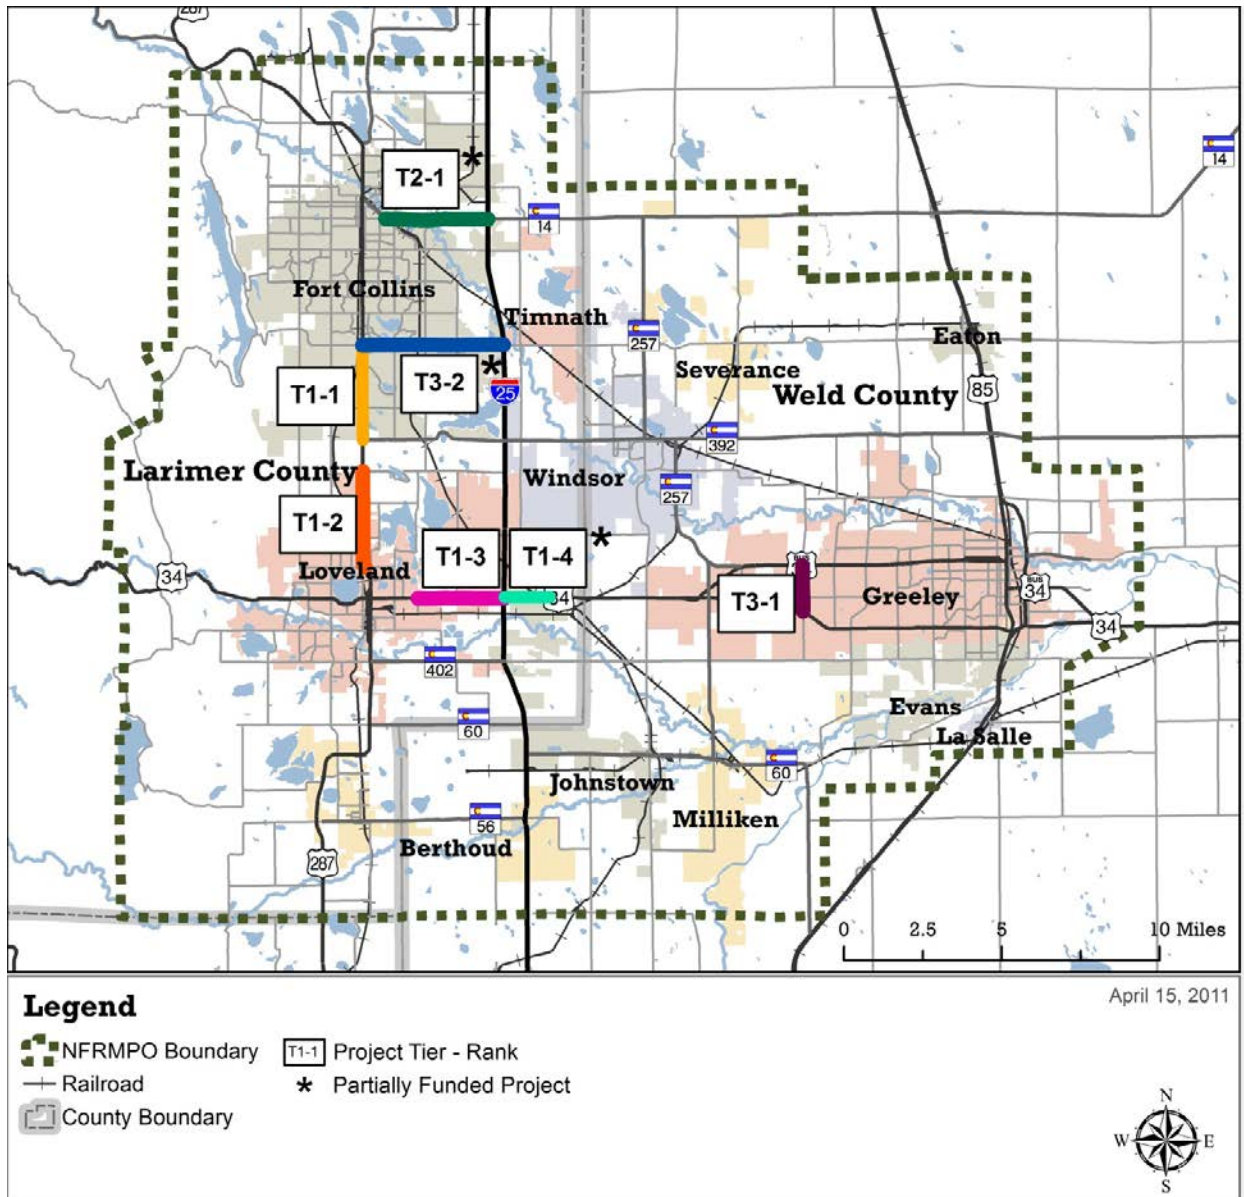 287
T2-1 *
14
14
Fort Collins
Timnath
257
Eaton
T1-1
T3-2 *
25
Severance
Weld County
85
392
Larimer County
Windsor
257
T1-2
T1-3
T1-4 *
34
Loveland
34
T3-1
BUS
Greeley
BUS
34
34
402
Evans
60
La Salle
60
Johnstown
56
Milliken
Berthoud
287
0 2.5 5 10 Miles
April 15, 2011
Legend
NFRMPO Boundary
T1-1 Project Tier - Rank
Railroad
* Partially Funded Project
County Boundary
N
W E
S